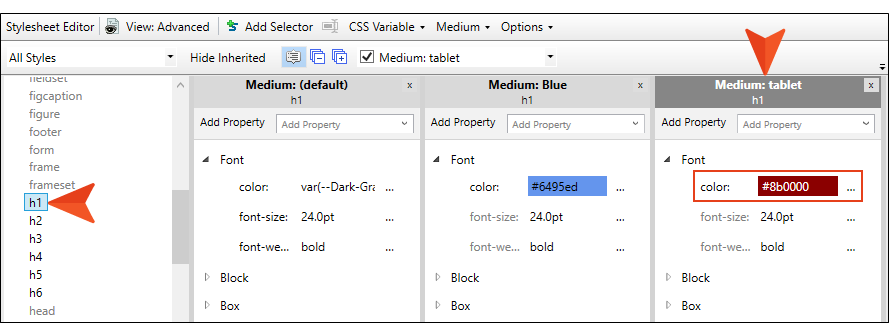 Stylesheet Editor View: Advanced Add Selector CSS Variable Medium Options
All Styles Hide Inherited Medium: tablet
fieldset
figcaption
figure
footer
form
frame
frameset
h1
h2
h3
h4
h5
h6
head
Medium: (default) x
h1
Add Property Add Property
Font
color: var(--Dark-Gra ...
font-size: 24.0pt ...
font-we... bold ...
Block
Box
Medium: Blue x
h1
Add Property Add Property
Font
color: #6495ed ...
font-size: 24.0pt ...
font-we... bold ...
Block
Box
Medium: tablet x
h1
Add Property Add Property
Font
color: #8b0000 ...
font-size: 24.0pt ...
font-we... bold ...
Block
Box